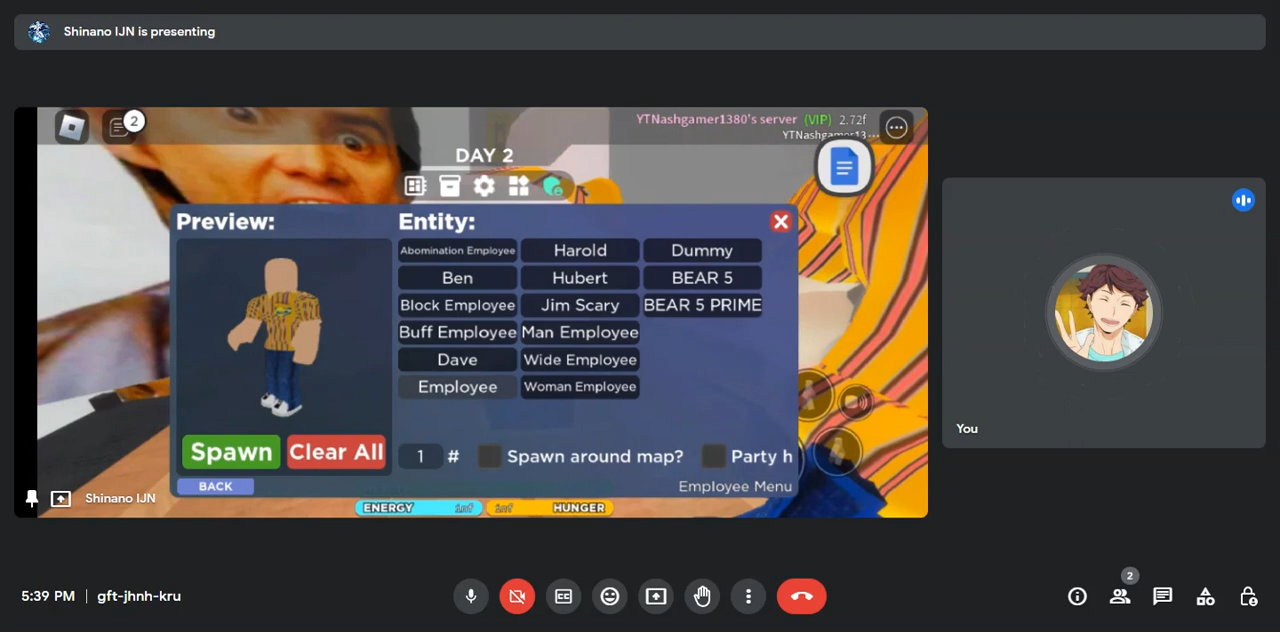 Shinano IJN is presenting
2
YTNashgamer1380's server (VIP) 2.72f
YTNashgamer13...
DAY 2
Preview:
Entity:
Abomination Employee
Harold
Dummy
Ben
Hubert
BEAR 5
Block Employee
Jim Scary
BEAR 5 PRIME
Buff Employee
Man Employee
Dave
Wide Employee
Employee
Woman Employee
Spawn
Clear All
1 #
Spawn around map?
Party h
BACK
Employee Menu
Shinano IJN
ENERGY inf
inf HUNGER
You
5:39 PM | gft-jhnh-kru
2